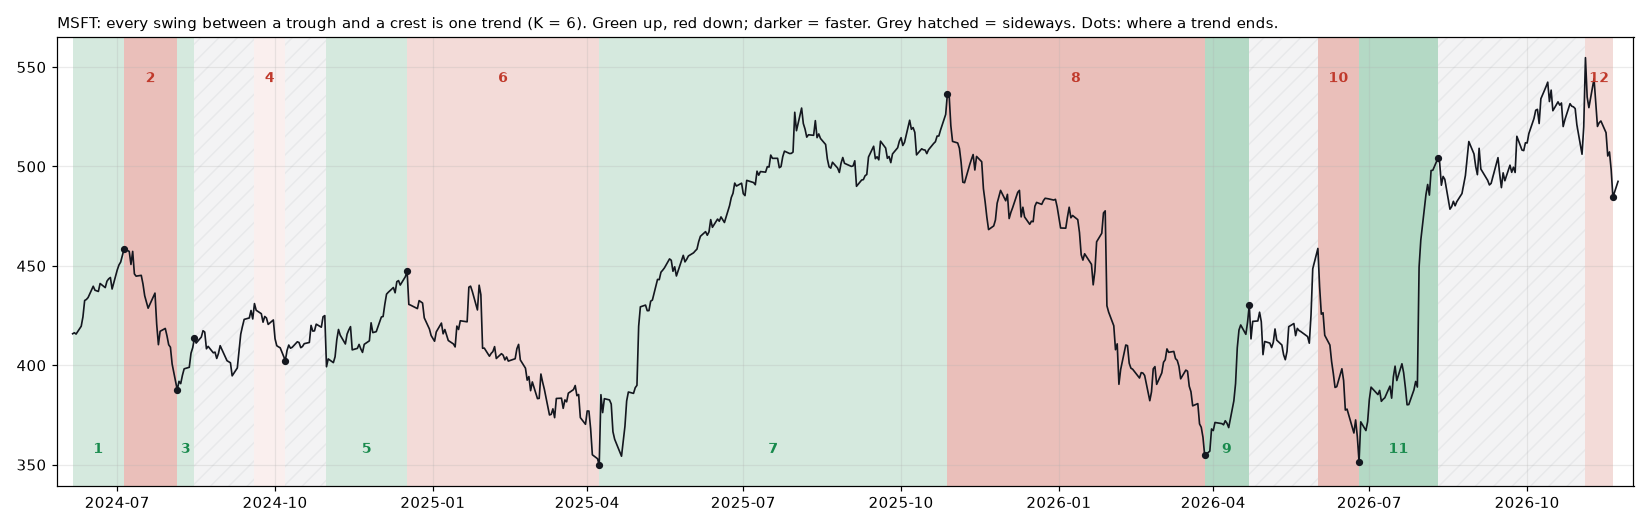 MSFT: every swing between a trough and a crest is one trend (K = 6). Green up, red down; darker = faster. Grey hatched = sideways. Dots: where a trend ends.
550
500
450
400
350
2 4 6 8 10 12
1 3 5 7 9 11
2024-07 2024-10 2025-01 2025-04 2025-07 2025-10 2026-01 2026-04 2026-07 2026-10